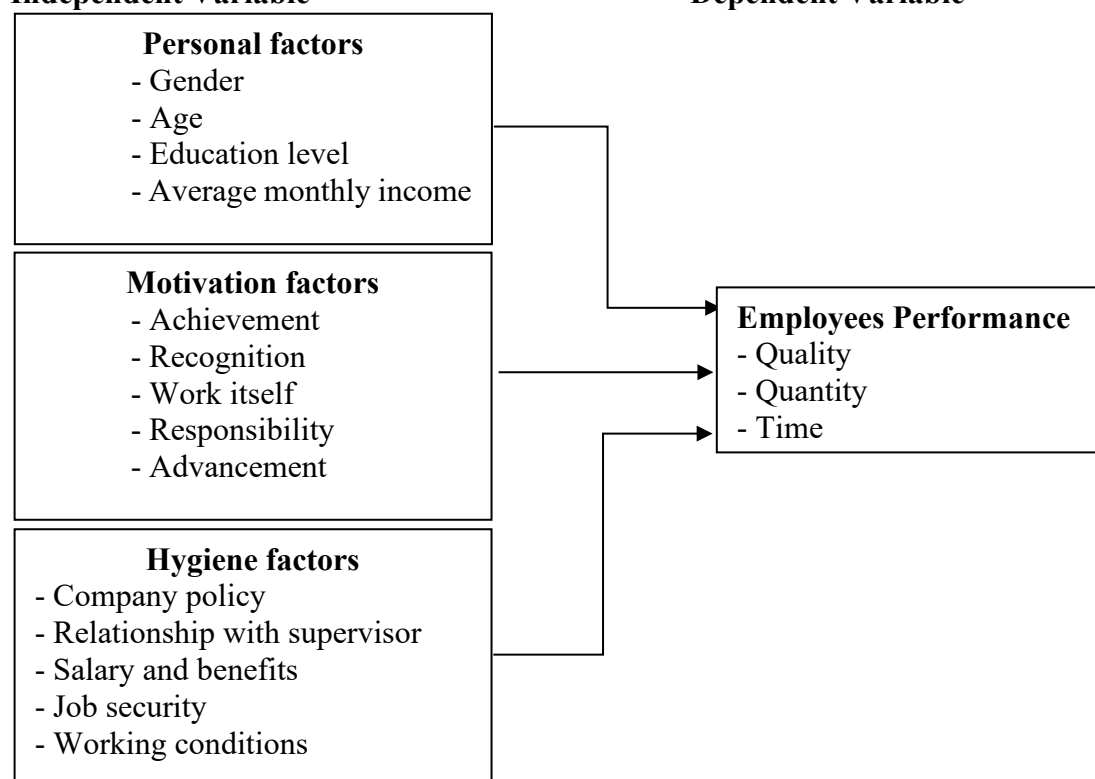 Independent Variable Dependent Variable
Personal factors
- Gender
- Age
- Education level
- Average monthly income
Motivation factors
- Achievement
- Recognition
- Work itself
- Responsibility
- Advancement
Employees Performance
- Quality
- Quantity
- Time
Hygiene factors
- Company policy
- Relationship with supervisor
- Salary and benefits
- Job security
- Working conditions